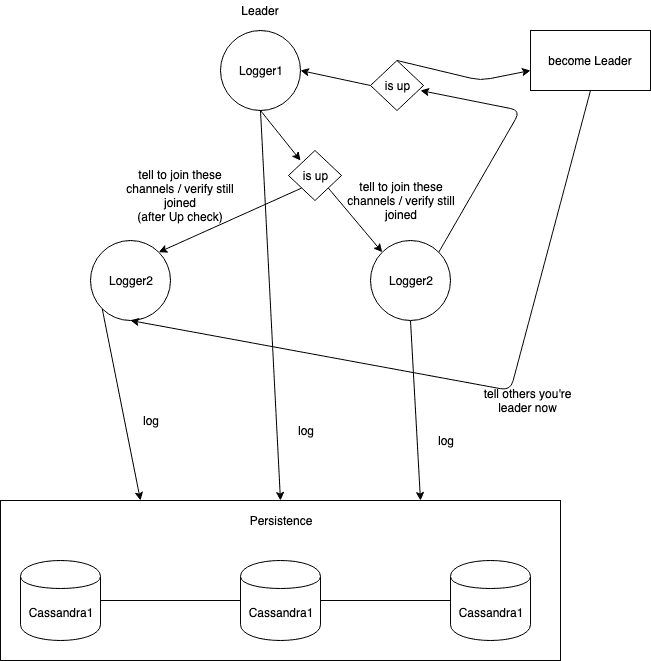 Leader
Logger1
is up
become Leader
is up
tell to join these
channels / verify still
joined
(after Up check)
tell to join these
channels / verify still
joined
Logger2
Logger2
tell others you're
leader now
log
log
log
Persistence
Cassandra1
Cassandra1
Cassandra1